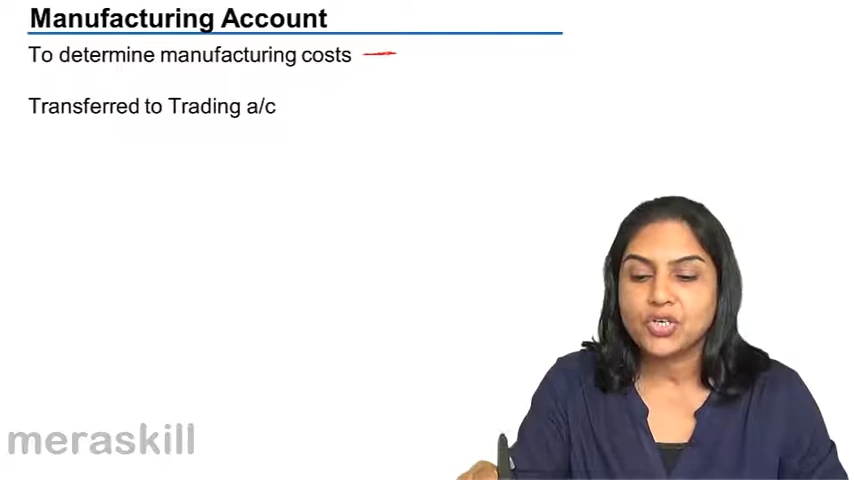 Manufacturing Account
To determine manufacturing costs
Transferred to Trading a/c
meraskill